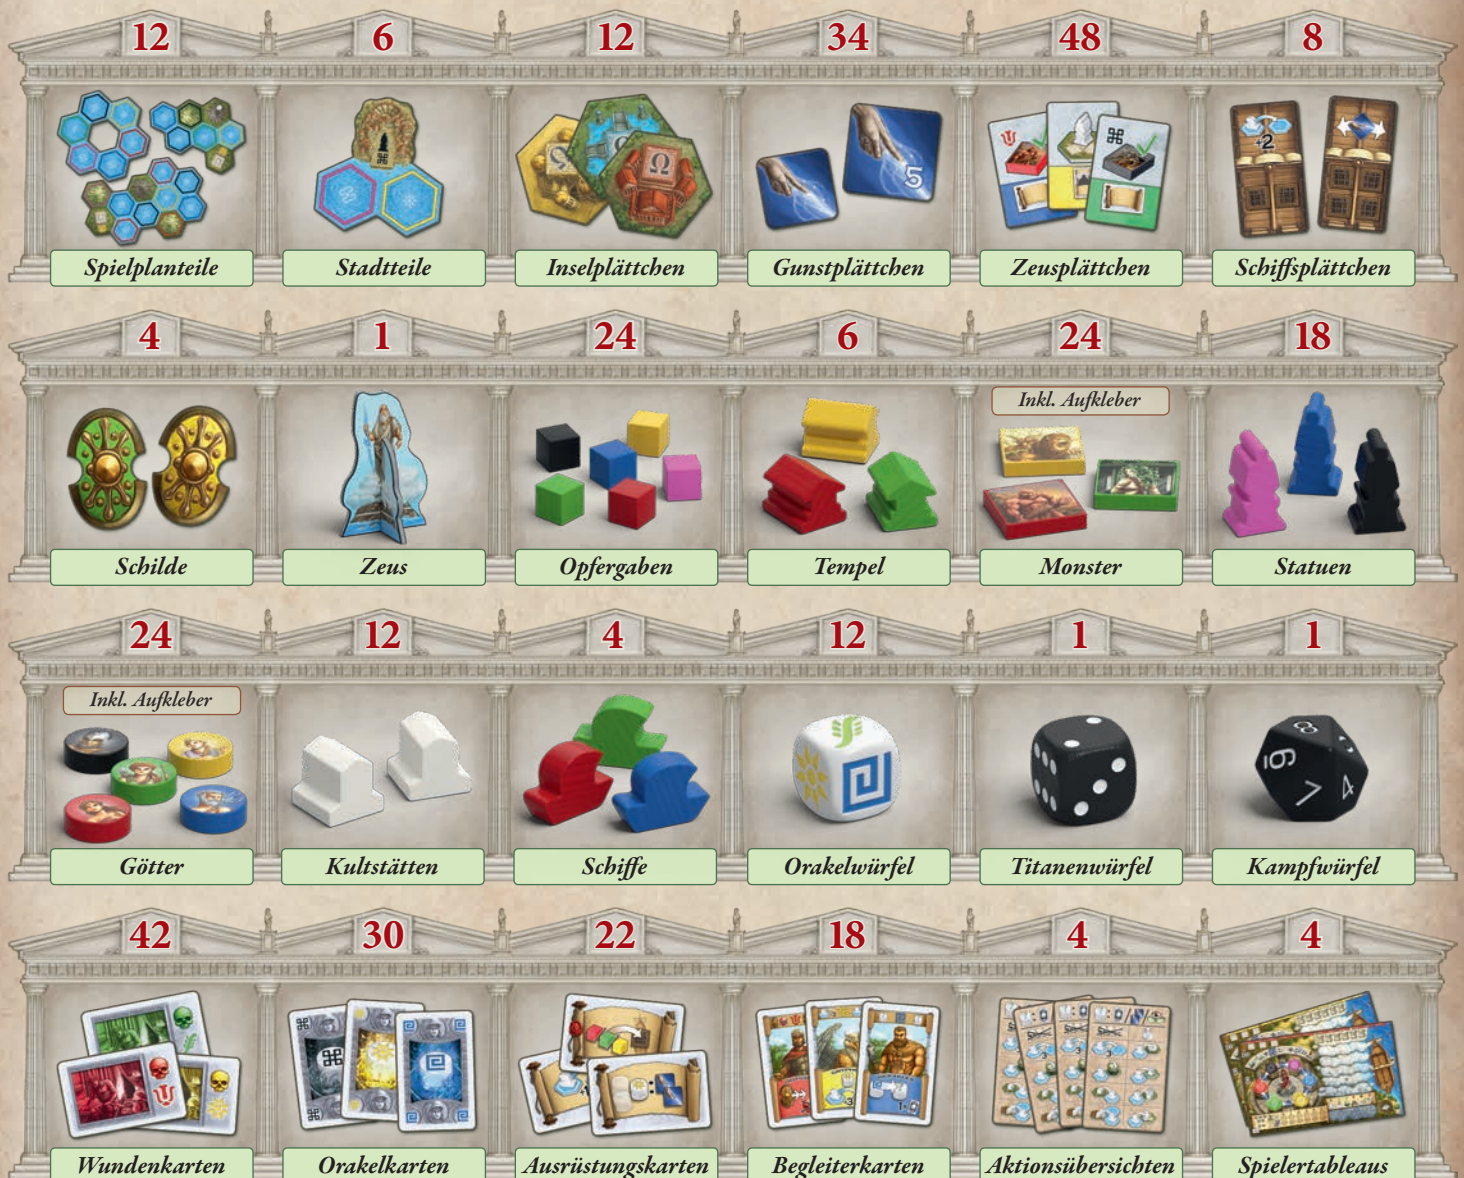 12 6 12 34 48 8
5
+2
Spielplanteile Stadtteile Inselplättchen Gunstplättchen Zeusplättchen Schiffsplättchen
4 1 24 6 24 18
Inkl. Aufkleber
Schilde Zeus Opfergaben Tempel Monster Statuen
24 12 4 12 1 1
Inkl. Aufkleber
Götter Kultstätten Schiffe Orakelwürfel Titanenwürfel Kampfwürfel
42 30 22 18 4 4
Wundenkarten Orakelkarten Ausrüstungskarten Begleiterkarten Aktionsübersichten Spielertableaus